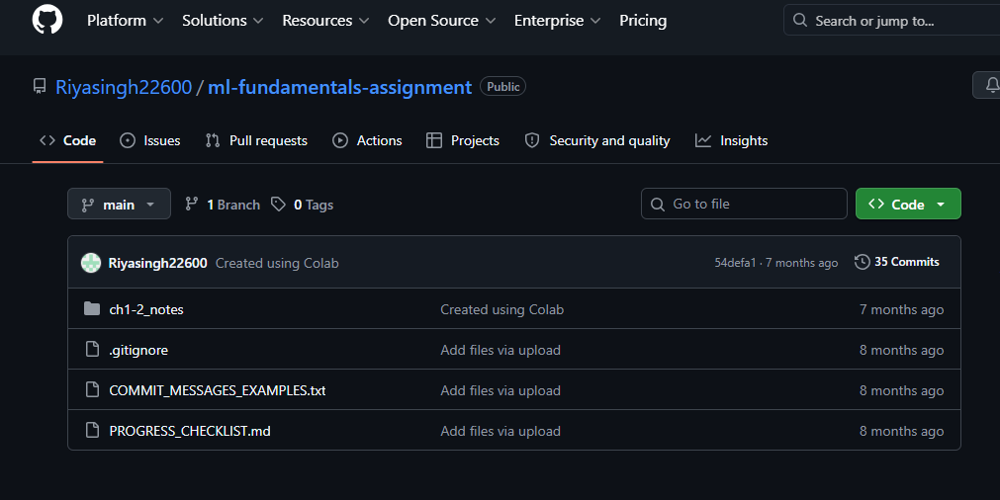 Platform Solutions Resources Open Source Enterprise Pricing Search or jump to...
Riyasingh22600 / ml-fundamentals-assignment Public
Code Issues Pull requests Actions Projects Security and quality Insights
main 1 Branch 0 Tags Go to file Code
Riyasingh22600 Created using Colab 54defa1 · 7 months ago 35 Commits
ch1-2_notes Created using Colab 7 months ago
.gitignore Add files via upload 8 months ago
COMMIT_MESSAGES_EXAMPLES.txt Add files via upload 8 months ago
PROGRESS_CHECKLIST.md Add files via upload 8 months ago